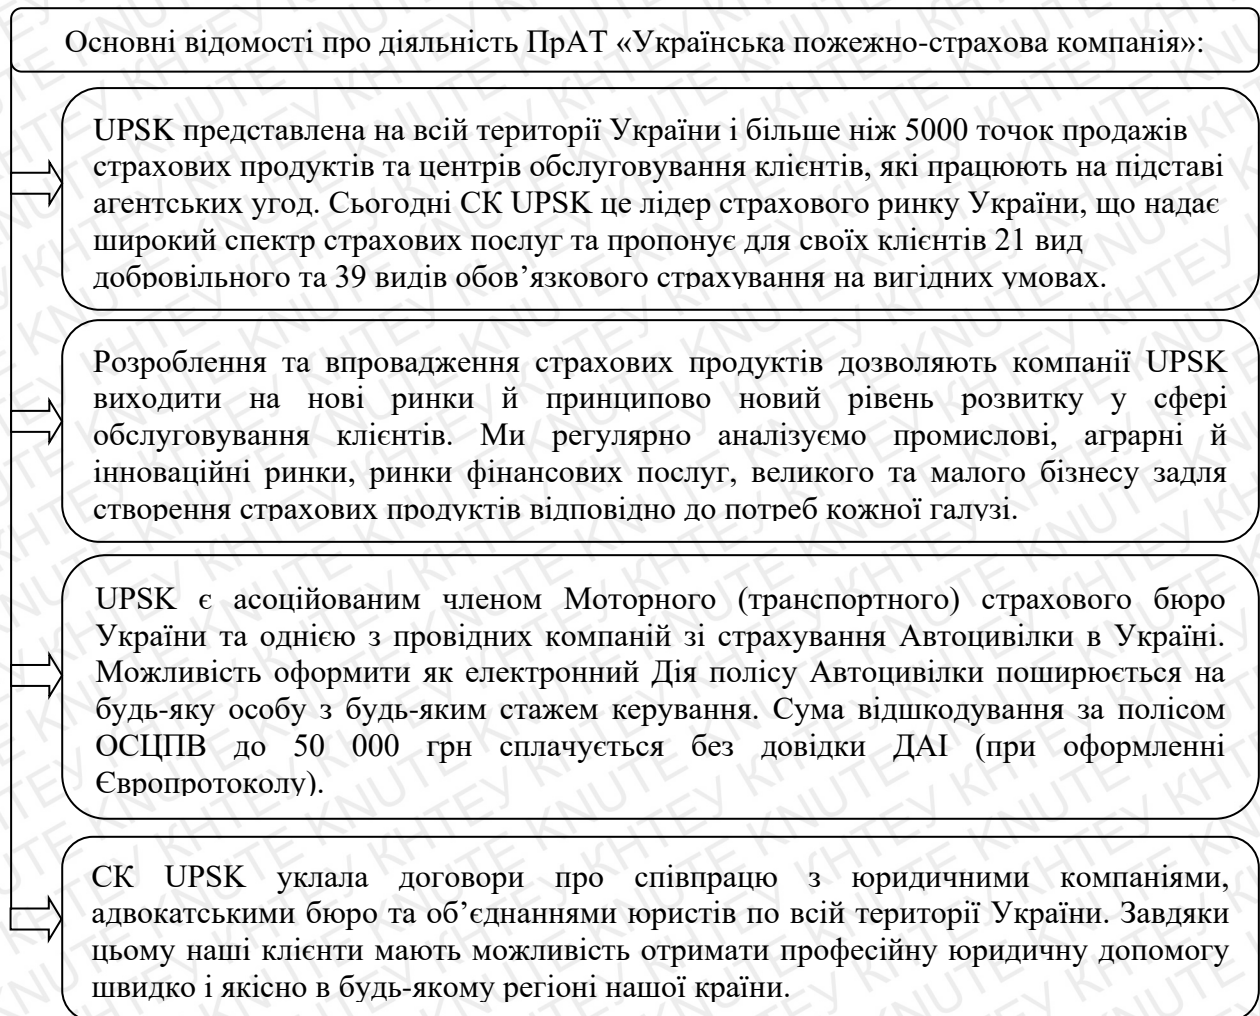 Основні відомості про діяльність ПрАТ «Українська пожежно-страхова компанія»:
UPSK представлена на всій території України і більше ніж 5000 точок продажів
страхових продуктів та центрів обслуговування клієнтів, які працюють на підставі
агентських угод. Сьогодні СК UPSK це лідер страхового ринку України, що надає
широкий спектр страхових послуг та пропонує для своїх клієнтів 21 вид
добровільного та 39 видів обов’язкового страхування на вигідних умовах.
Розроблення та впровадження страхових продуктів дозволяють компанії UPSK
виходити на нові ринки й принципово новий рівень розвитку у сфері
обслуговування клієнтів. Ми регулярно аналізуємо промислові, аграрні й
інноваційні ринки, ринки фінансових послуг, великого та малого бізнесу задля
створення страхових продуктів відповідно до потреб кожної галузі.
UPSK є асоційованим членом Моторного (транспортного) страхового бюро
України та однією з провідних компаній зі страхування Автоцивілки в Україні.
Можливість оформити як електронний Дія полісу Автоцивілки поширюється на
будь-яку особу з будь-яким стажем керування. Сума відшкодування за полісом
ОСЦПВ до 50 000 грн сплачується без довідки ДАІ (при оформленні
Європротоколу).
СК UPSK уклала договори про співпрацю з юридичними компаніями,
адвокатськими бюро та об’єднаннями юристів по всій території України. Завдяки
цьому наші клієнти мають можливість отримати професійну юридичну допомогу
швидко і якісно в будь-якому регіоні нашої країни.